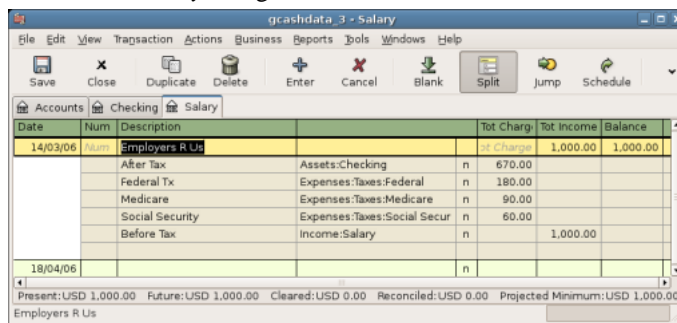 gcashdata_3 - Salary
File Edit View Transaction Actions Business Reports Tools Windows Help
Save Close Duplicate Delete Enter Cancel Blank Split Jump Schedule
Accounts Checking Salary
Date Num Description Tot Charg Tot Income Balance
14/03/06 Num Employers R Us ot Charge 1,000.00 1,000.00
After Tax Assets:Checking n 670.00
Federal Tx Expenses:Taxes:Federal n 180.00
Medicare Expenses:Taxes:Medicare n 90.00
Social Security Expenses:Taxes:Social Secur n 60.00
Before Tax Income:Salary n 1,000.00
18/04/06 n
Present:USD 1,000.00 Future:USD 1,000.00 Cleared:USD 0.00 Reconciled:USD 0.00 Projected Minimum:USD 1,000.00
Employers R Us